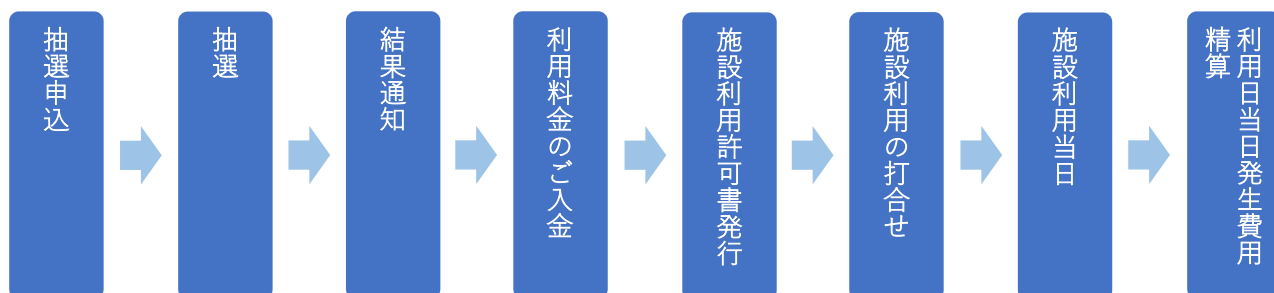 抽選申込
抽選
結果通知
利用料金のご入金
施設利用許可書発行
施設利用の打合せ
施設利用当日
利用日当日発生費用
精算